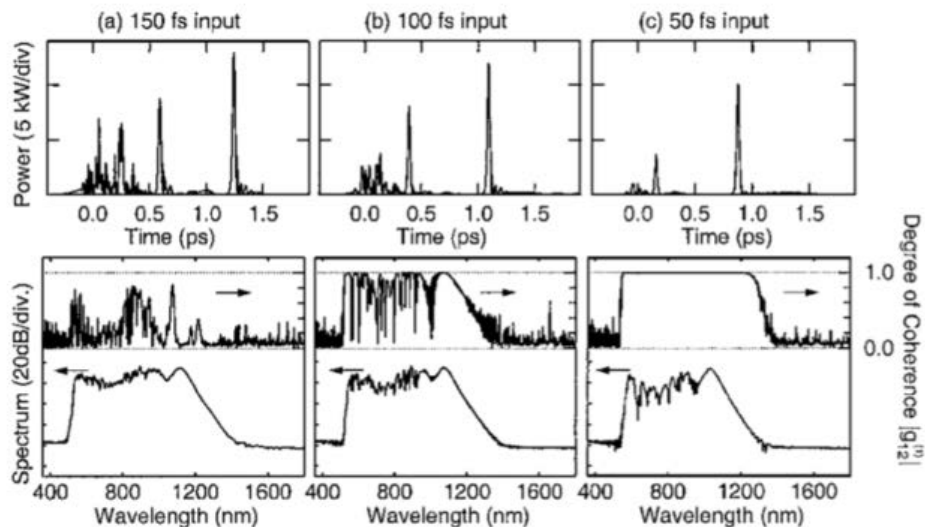 (a) 150 fs input (b) 100 fs input (c) 50 fs input
Power (5 kW/div)
0.0 0.5 1.0 1.5 0.0 0.5 1.0 1.5 0.0 0.5 1.0 1.5
Time (ps) Time (ps) Time (ps)
Spectrum (20dB/div.)
1.0
0.0
Degree of Coherence |g₁₂⁽¹⁾|
400 800 1200 1600 400 800 1200 1600 400 800 1200 1600
Wavelength (nm) Wavelength (nm) Wavelength (nm)